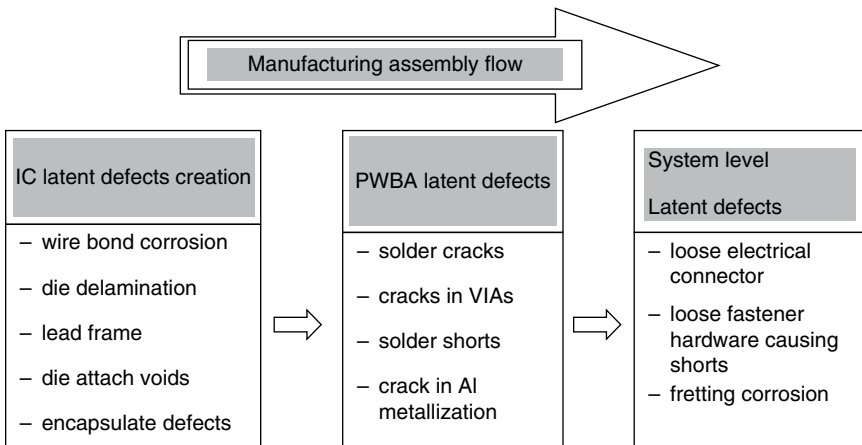 Manufacturing assembly flow
IC latent defects creation
– wire bond corrosion
– die delamination
– lead frame
– die attach voids
– encapsulate defects
PWBA latent defects
– solder cracks
– cracks in VIAs
– solder shorts
– crack in Al
metallization
System level
Latent defects
– loose electrical
connector
– loose fastener
hardware causing
shorts
– fretting corrosion